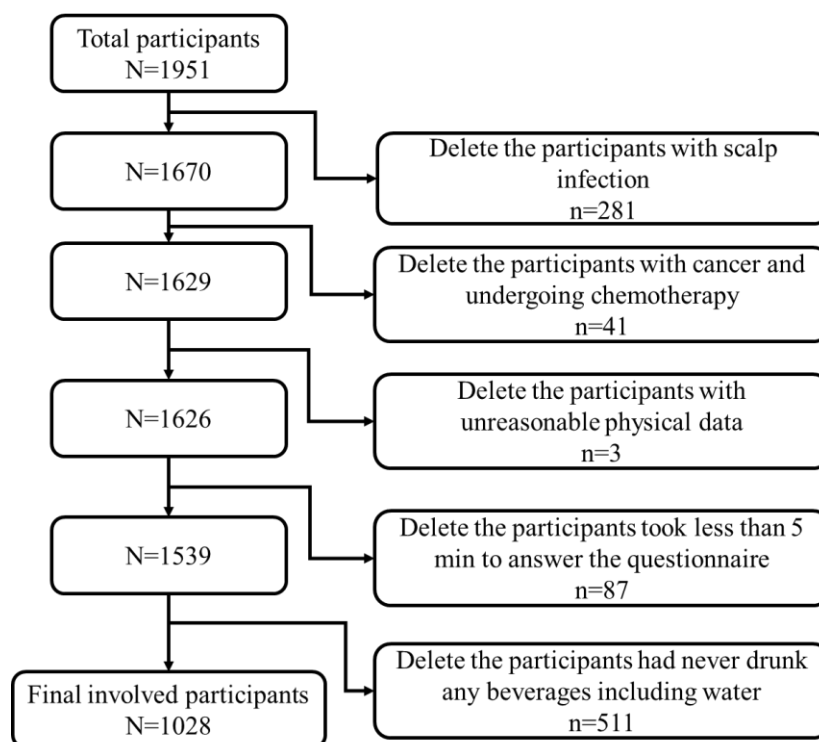 Total participants
N=1951
N=1670
Delete the participants with scalp
infection
n=281
N=1629
Delete the participants with cancer and
undergoing chemotherapy
n=41
N=1626
Delete the participants with
unreasonable physical data
n=3
N=1539
Delete the participants took less than 5
min to answer the questionnaire
n=87
Final involved participants
N=1028
Delete the participants had never drunk
any beverages including water
n=511